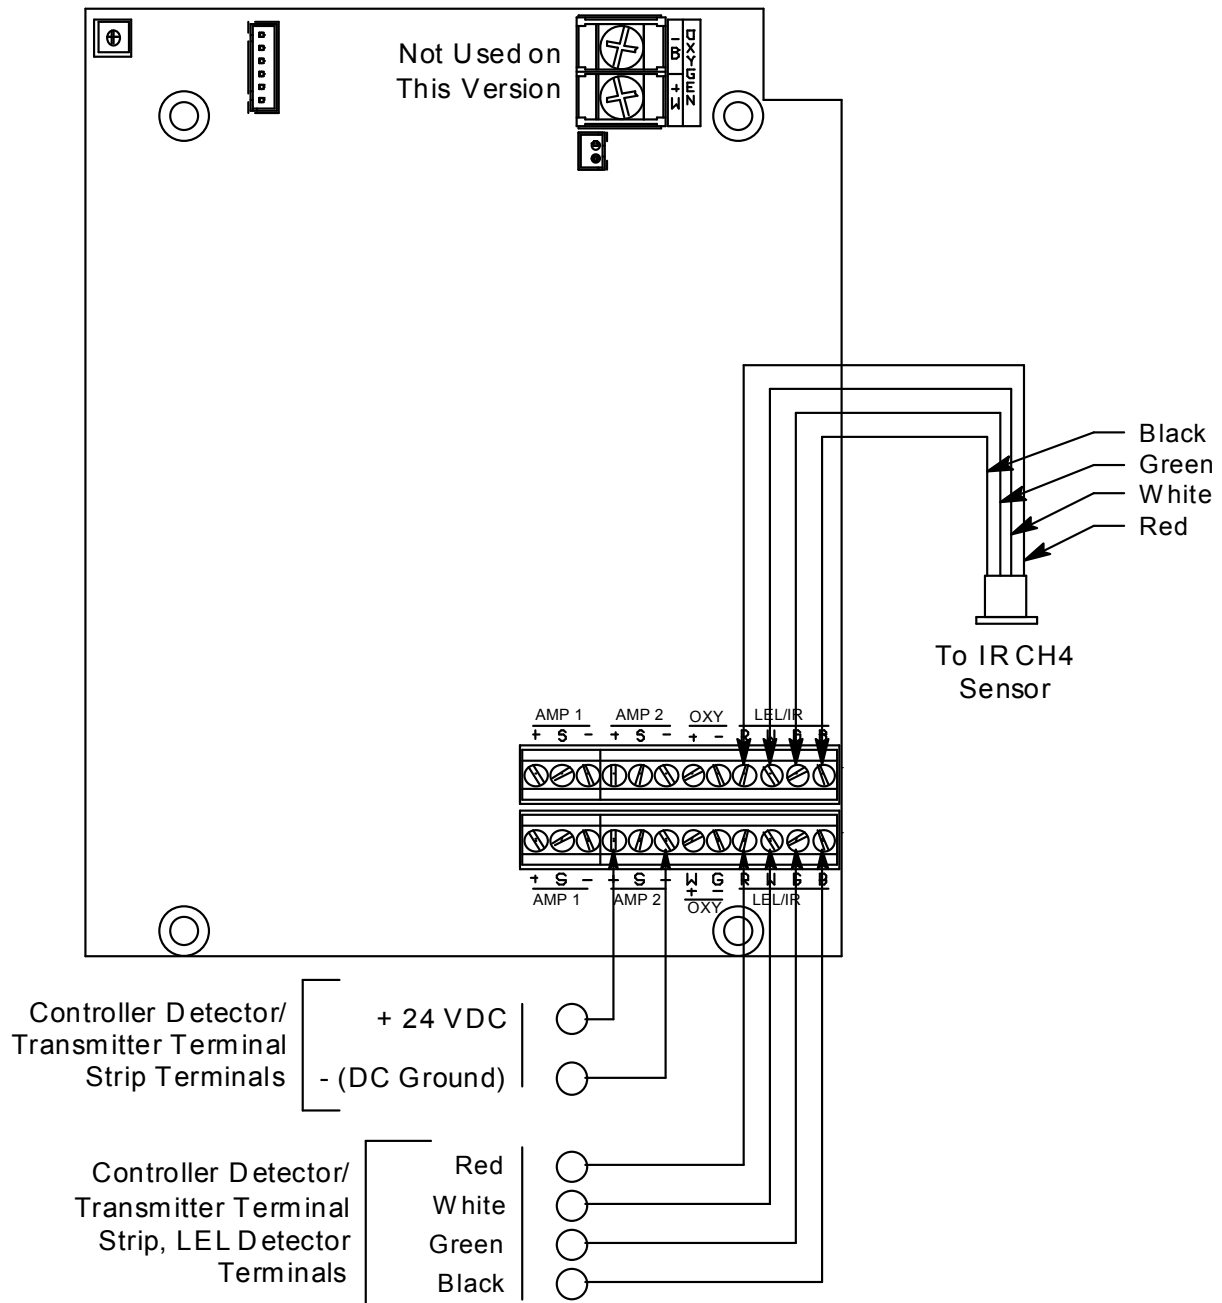 Not Used on
This Version
- B
+ W
OXYGEN
Black
Green
White
Red
To IR CH4
Sensor
AMP 1 AMP 2 OXY LEL/IR
+ S - + S - + - R W G B
+ S - + S - W G R W G B
+ -
AMP 1 AMP 2 OXY LEL/IR
Controller Detector/
Transmitter Terminal
Strip Terminals
+ 24 VDC
- (DC Ground)
Controller Detector/
Transmitter Terminal
Strip, LEL Detector
Terminals
Red
White
Green
Black